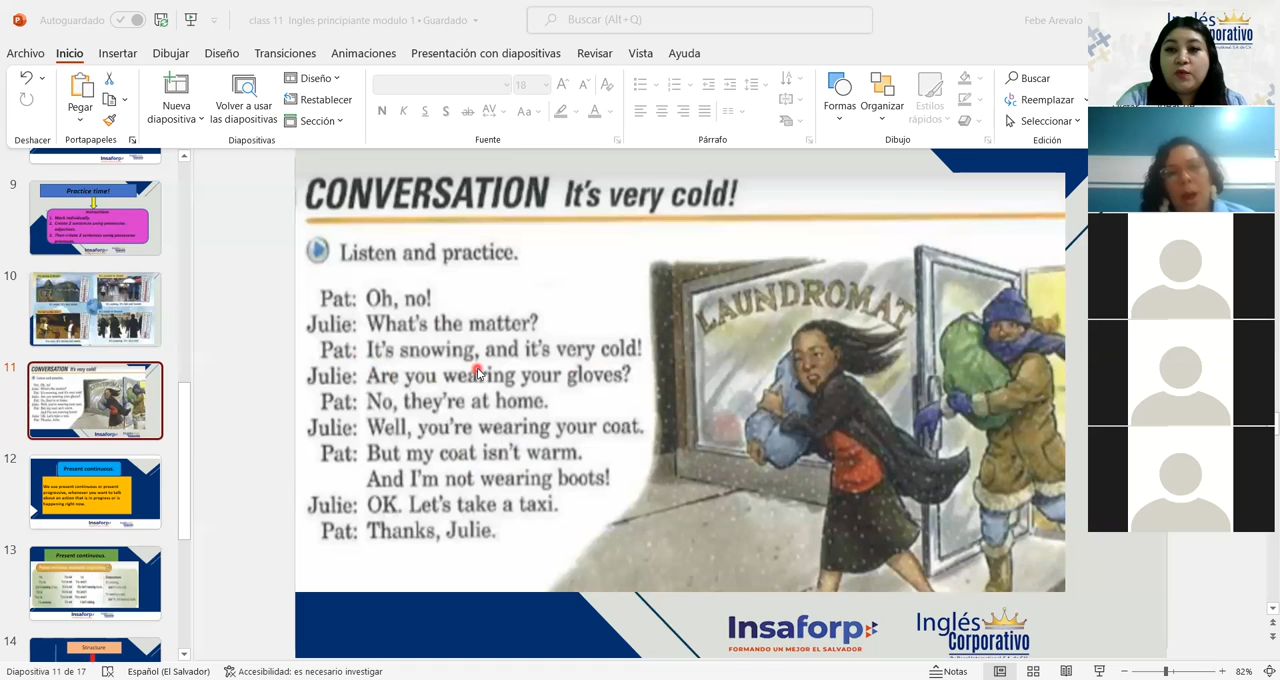 Autoguardado
class 11 Ingles principiante modulo 1 • Guardado
Buscar (Alt+Q)
Febe Arevalo
Archivo Inicio Insertar Dibujar Diseño Transiciones Animaciones Presentación con diapositivas Revisar Vista Ayuda
Pegar
Nueva diapositiva
Volver a usar las diapositivas
Diseño
Restablecer
Sección
18
Formas
Organizar
Estilos rápidos
Buscar
Reemplazar
Seleccionar
Deshacer
Portapapeles
Diapositivas
Fuente
Párrafo
Dibujo
Edición
9
Practice time!
10
11
12
Present continuous.
We use present continuous or present
progressive, whenever you want to talk
about an action that is in progress or is
happening right now.
13
Present continuous.
14
Structure
CONVERSATION It's very cold!
Listen and practice.
Pat: Oh, no!
Julie: What's the matter?
Pat: It's snowing, and it's very cold!
Julie: Are you wearing your gloves?
Pat: No, they're at home.
Julie: Well, you're wearing your coat.
Pat: But my coat isn't warm.
And I'm not wearing boots!
Julie: OK. Let's take a taxi.
Pat: Thanks, Julie.
LAUNDROMAT
Insaforp
FORMANDO UN MEJOR EL SALVADOR
Inglés
Corporativo
Inglés
Corporativo
Diapositiva 11 de 17
Español (El Salvador)
Accesibilidad: es necesario investigar
Notas
82%